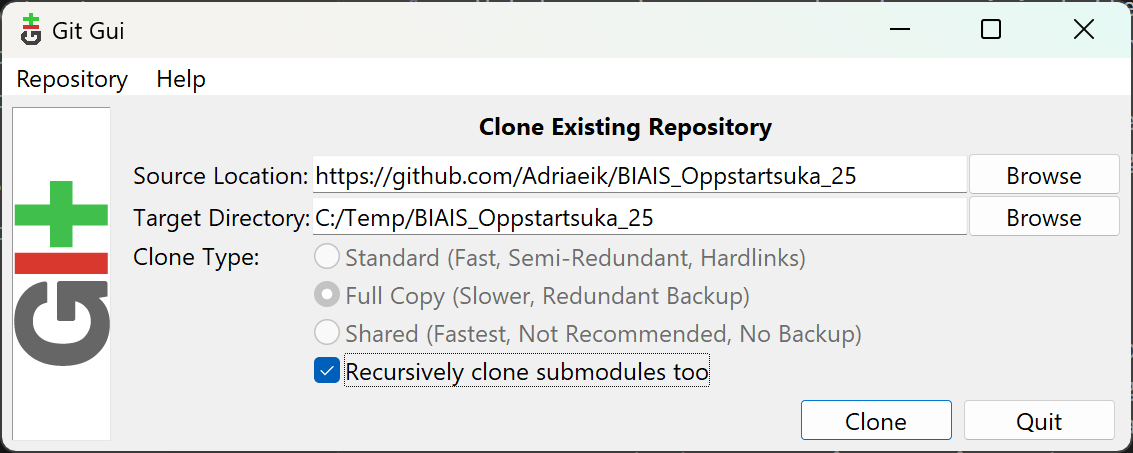 Git Gui
Repository Help
Clone Existing Repository
Source Location: https://github.com/Adriaeik/BIAIS_Oppstartsuka_25 Browse
Target Directory: C:/Temp/BIAIS_Oppstartsuka_25 Browse
Clone Type: Standard (Fast, Semi-Redundant, Hardlinks)
Full Copy (Slower, Redundant Backup)
Shared (Fastest, Not Recommended, No Backup)
Recursively clone submodules too
Clone Quit